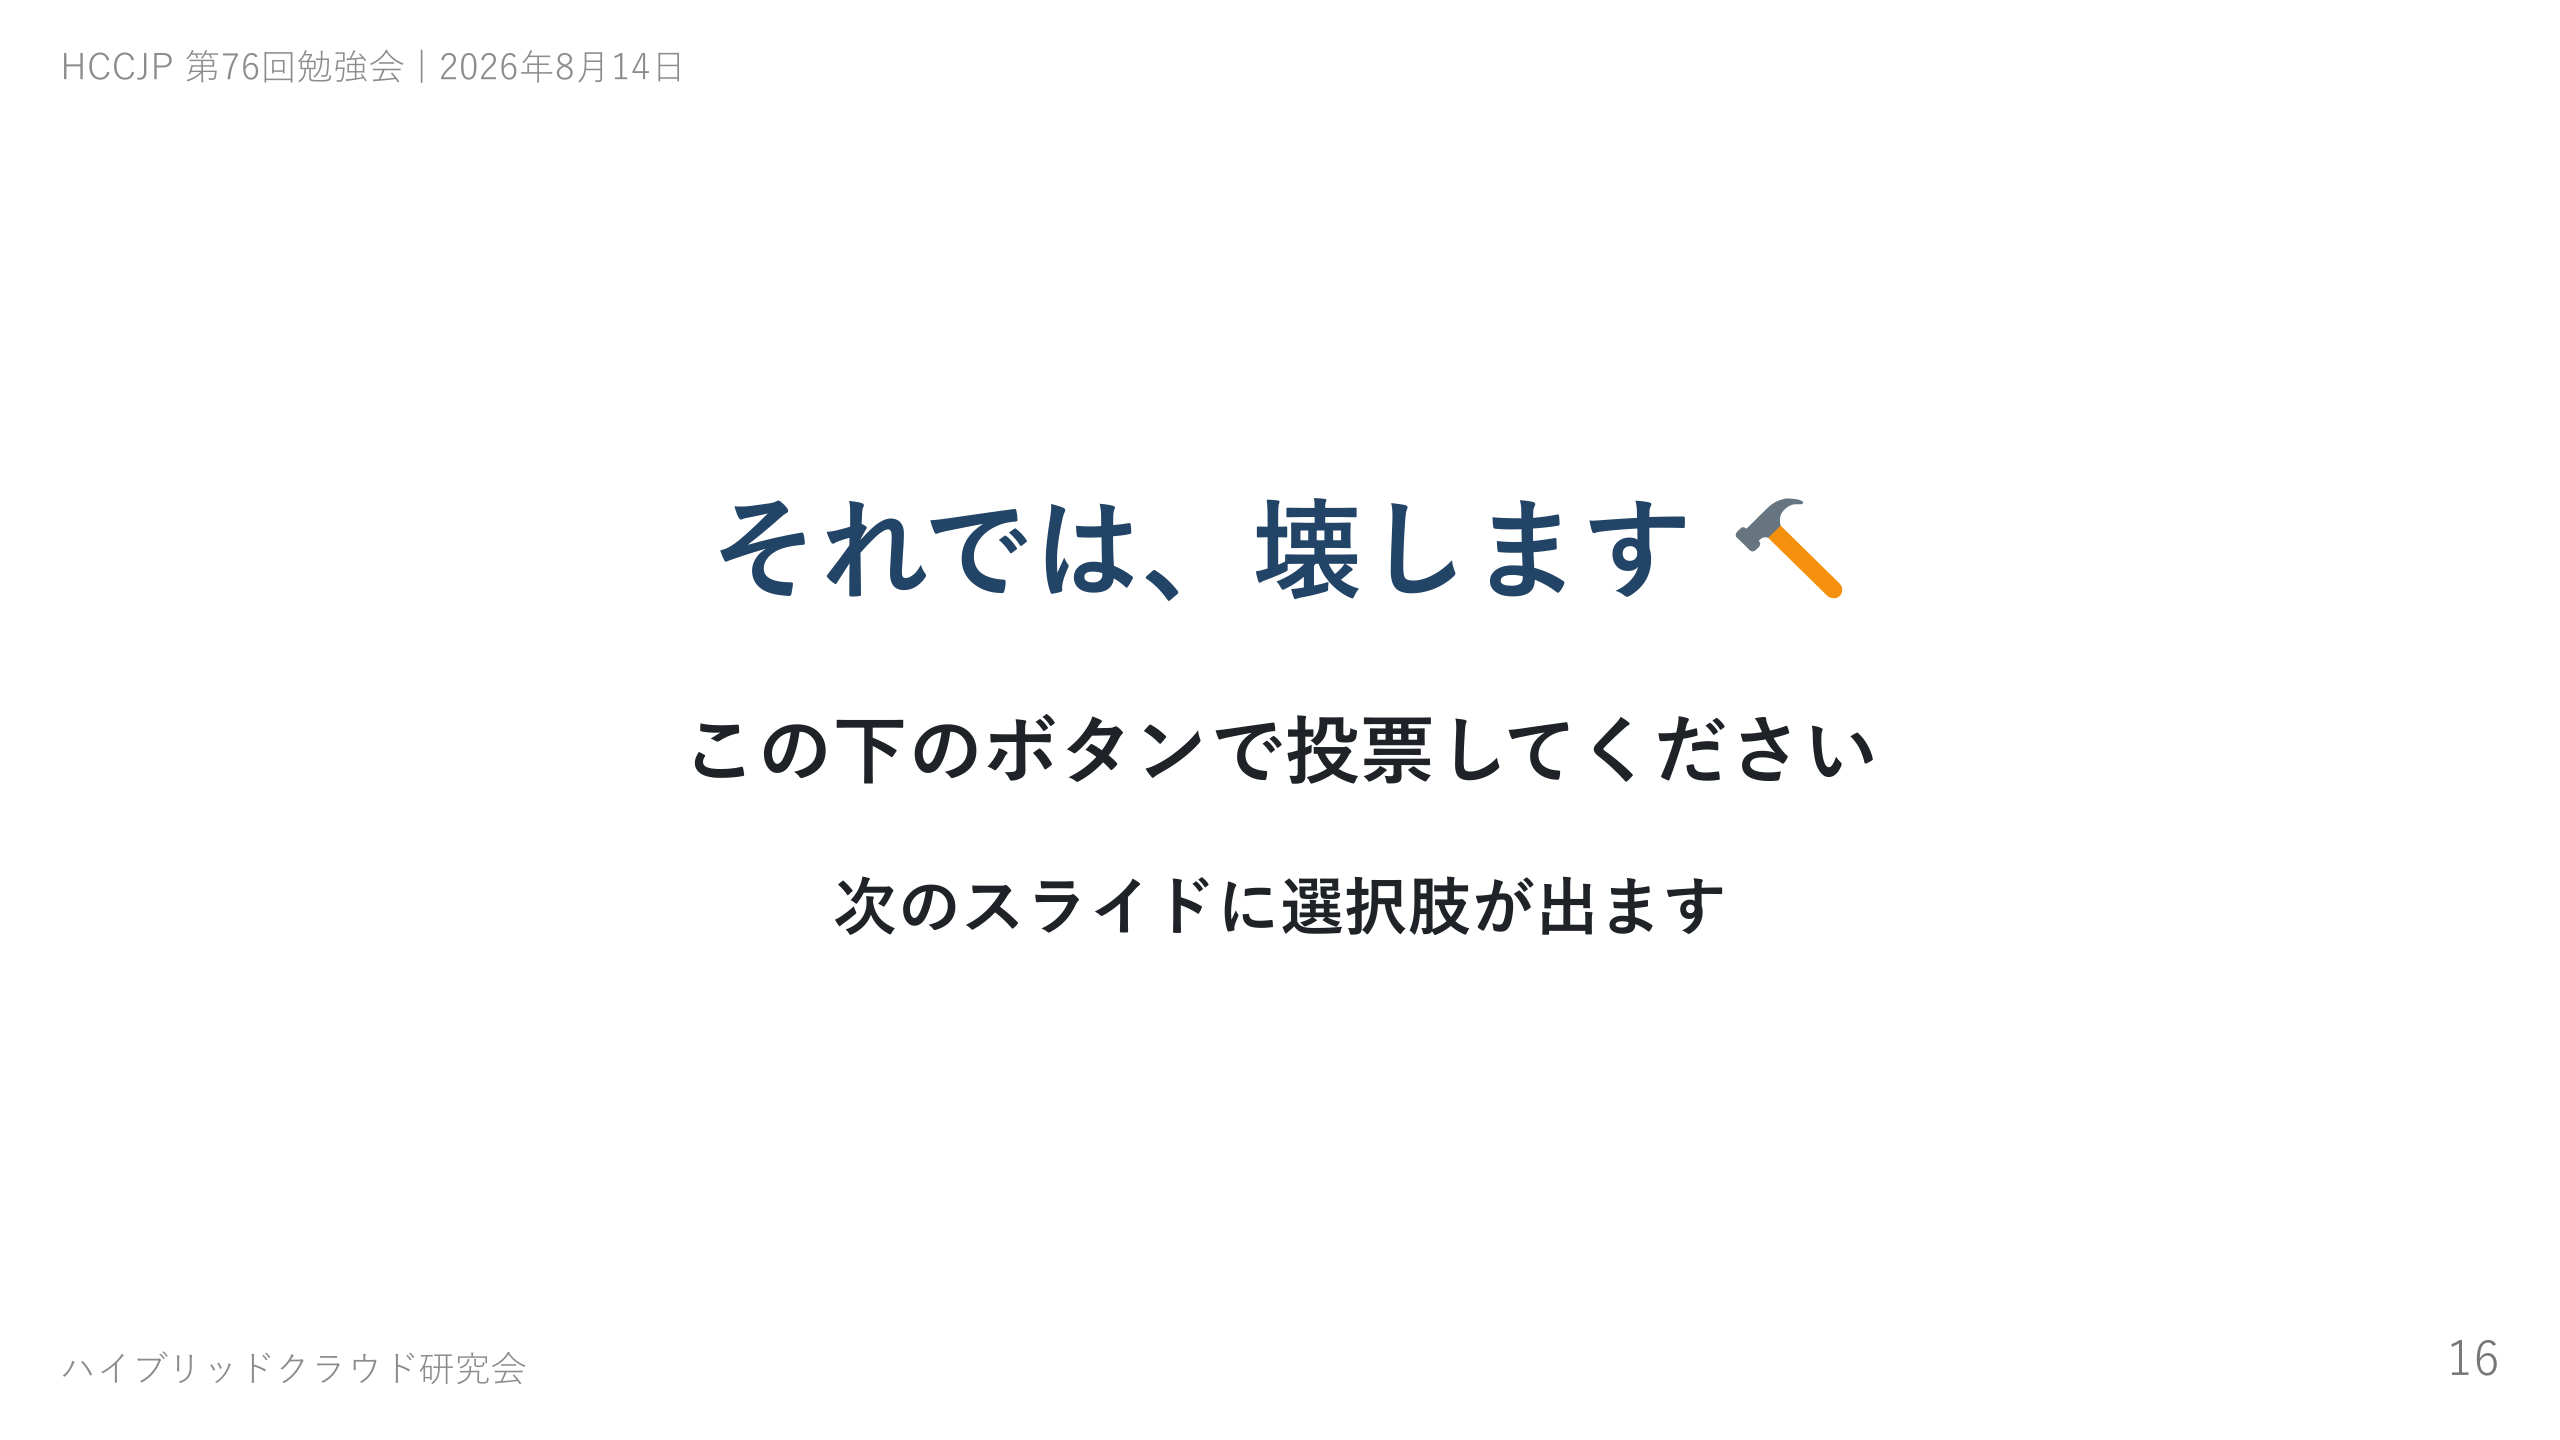 HCCJP 第76回勉強会 | 2026年8月14日
それでは、壊します 🔨
この下のボタンで投票してください
次のスライドに選択肢が出ます
ハイブリッドクラウド研究会
16